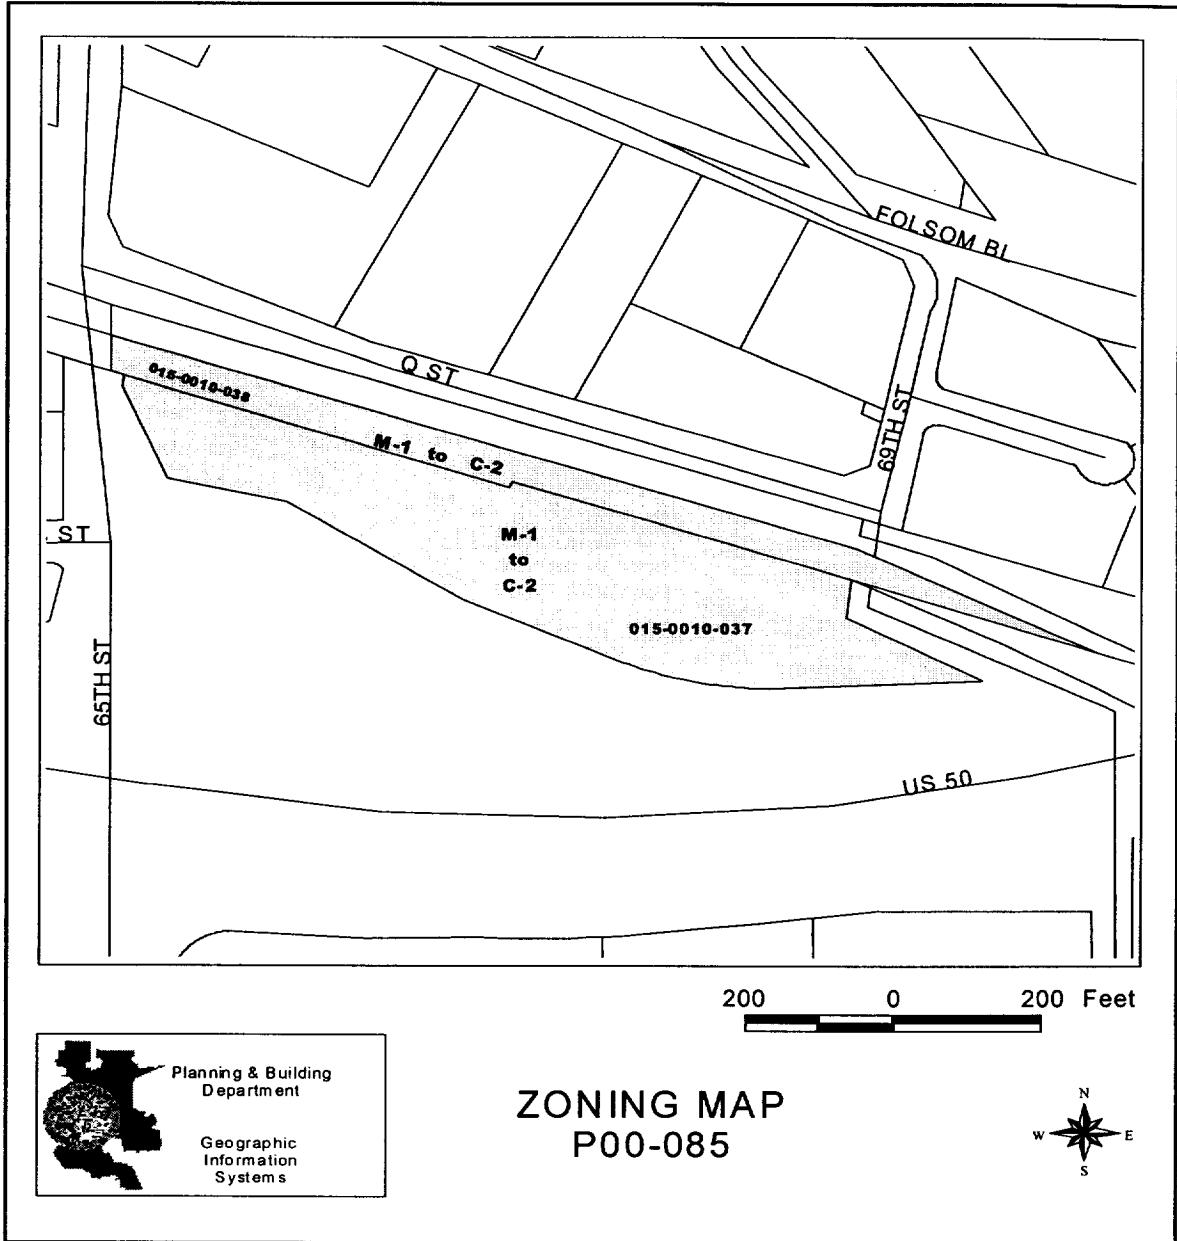 FOLSOM BL
Q ST
015-0010-038
69TH ST
M-1 to C-2
M-1
to
C-2
ST
015-0010-037
65TH ST
US 50
200 0 200 Feet
Planning & Building
Department
Geographic
Information
Systems
ZONING MAP
P00-085
N
W E
S